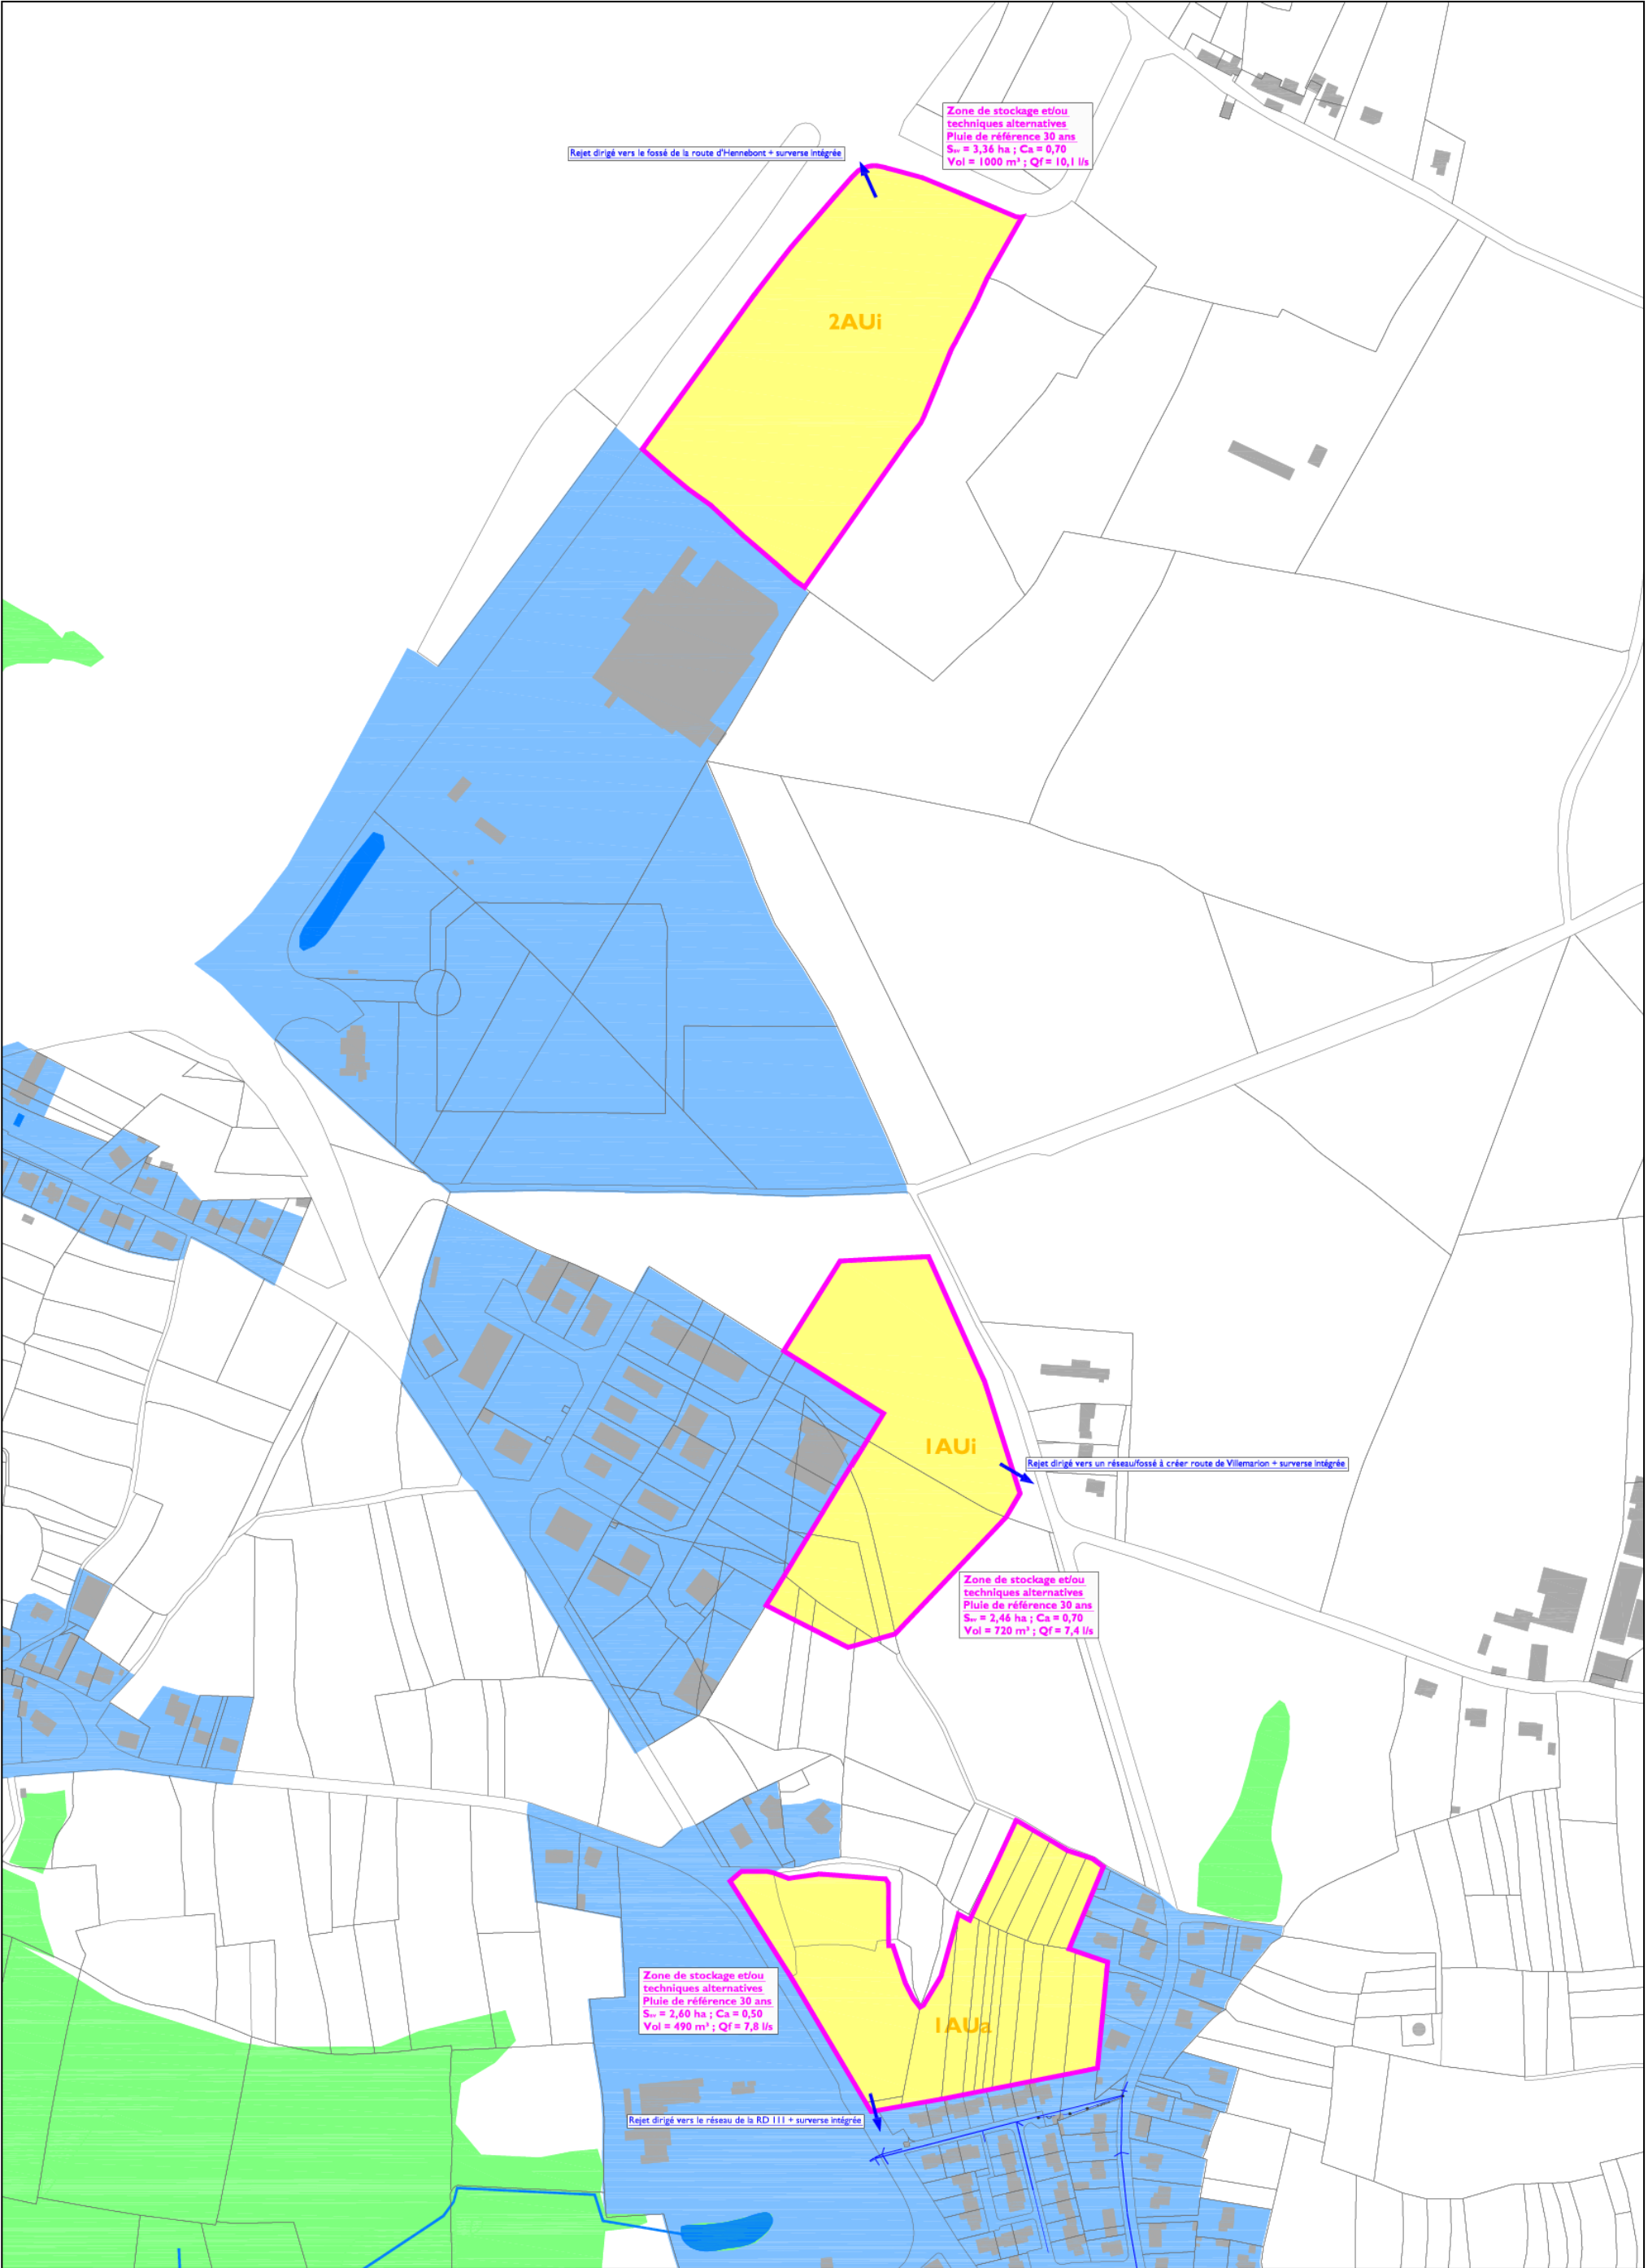 Zone de stockage et/ou
techniques alternatives
Pluie de référence 30 ans
Sₑᵥ = 3,36 ha ; Ca = 0,70
Vol = 1000 m³ ; Qf = 10,1 l/s
Rejet dirigé vers le fossé de la route d'Hennebont + surverse intégrée
2AUi
1AUi
Rejet dirigé vers un réseau/fossé à créer route de Villemarion + surverse intégrée
Zone de stockage et/ou
techniques alternatives
Pluie de référence 30 ans
Sₑᵥ = 2,46 ha ; Ca = 0,70
Vol = 720 m³ ; Qf = 7,4 l/s
Zone de stockage et/ou
techniques alternatives
Pluie de référence 30 ans
Sₑᵥ = 2,60 ha ; Ca = 0,50
Vol = 490 m³ ; Qf = 7,8 l/s
1AUa
Rejet dirigé vers le réseau de la RD 111 + surverse intégrée